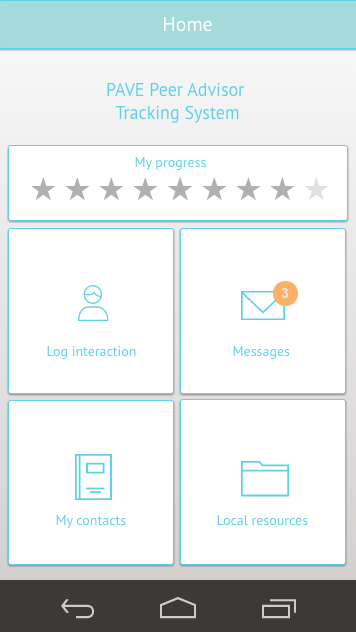 Home
PAVE Peer Advisor
Tracking System
My progress
Log interaction
3
Messages
My contacts
Local resources